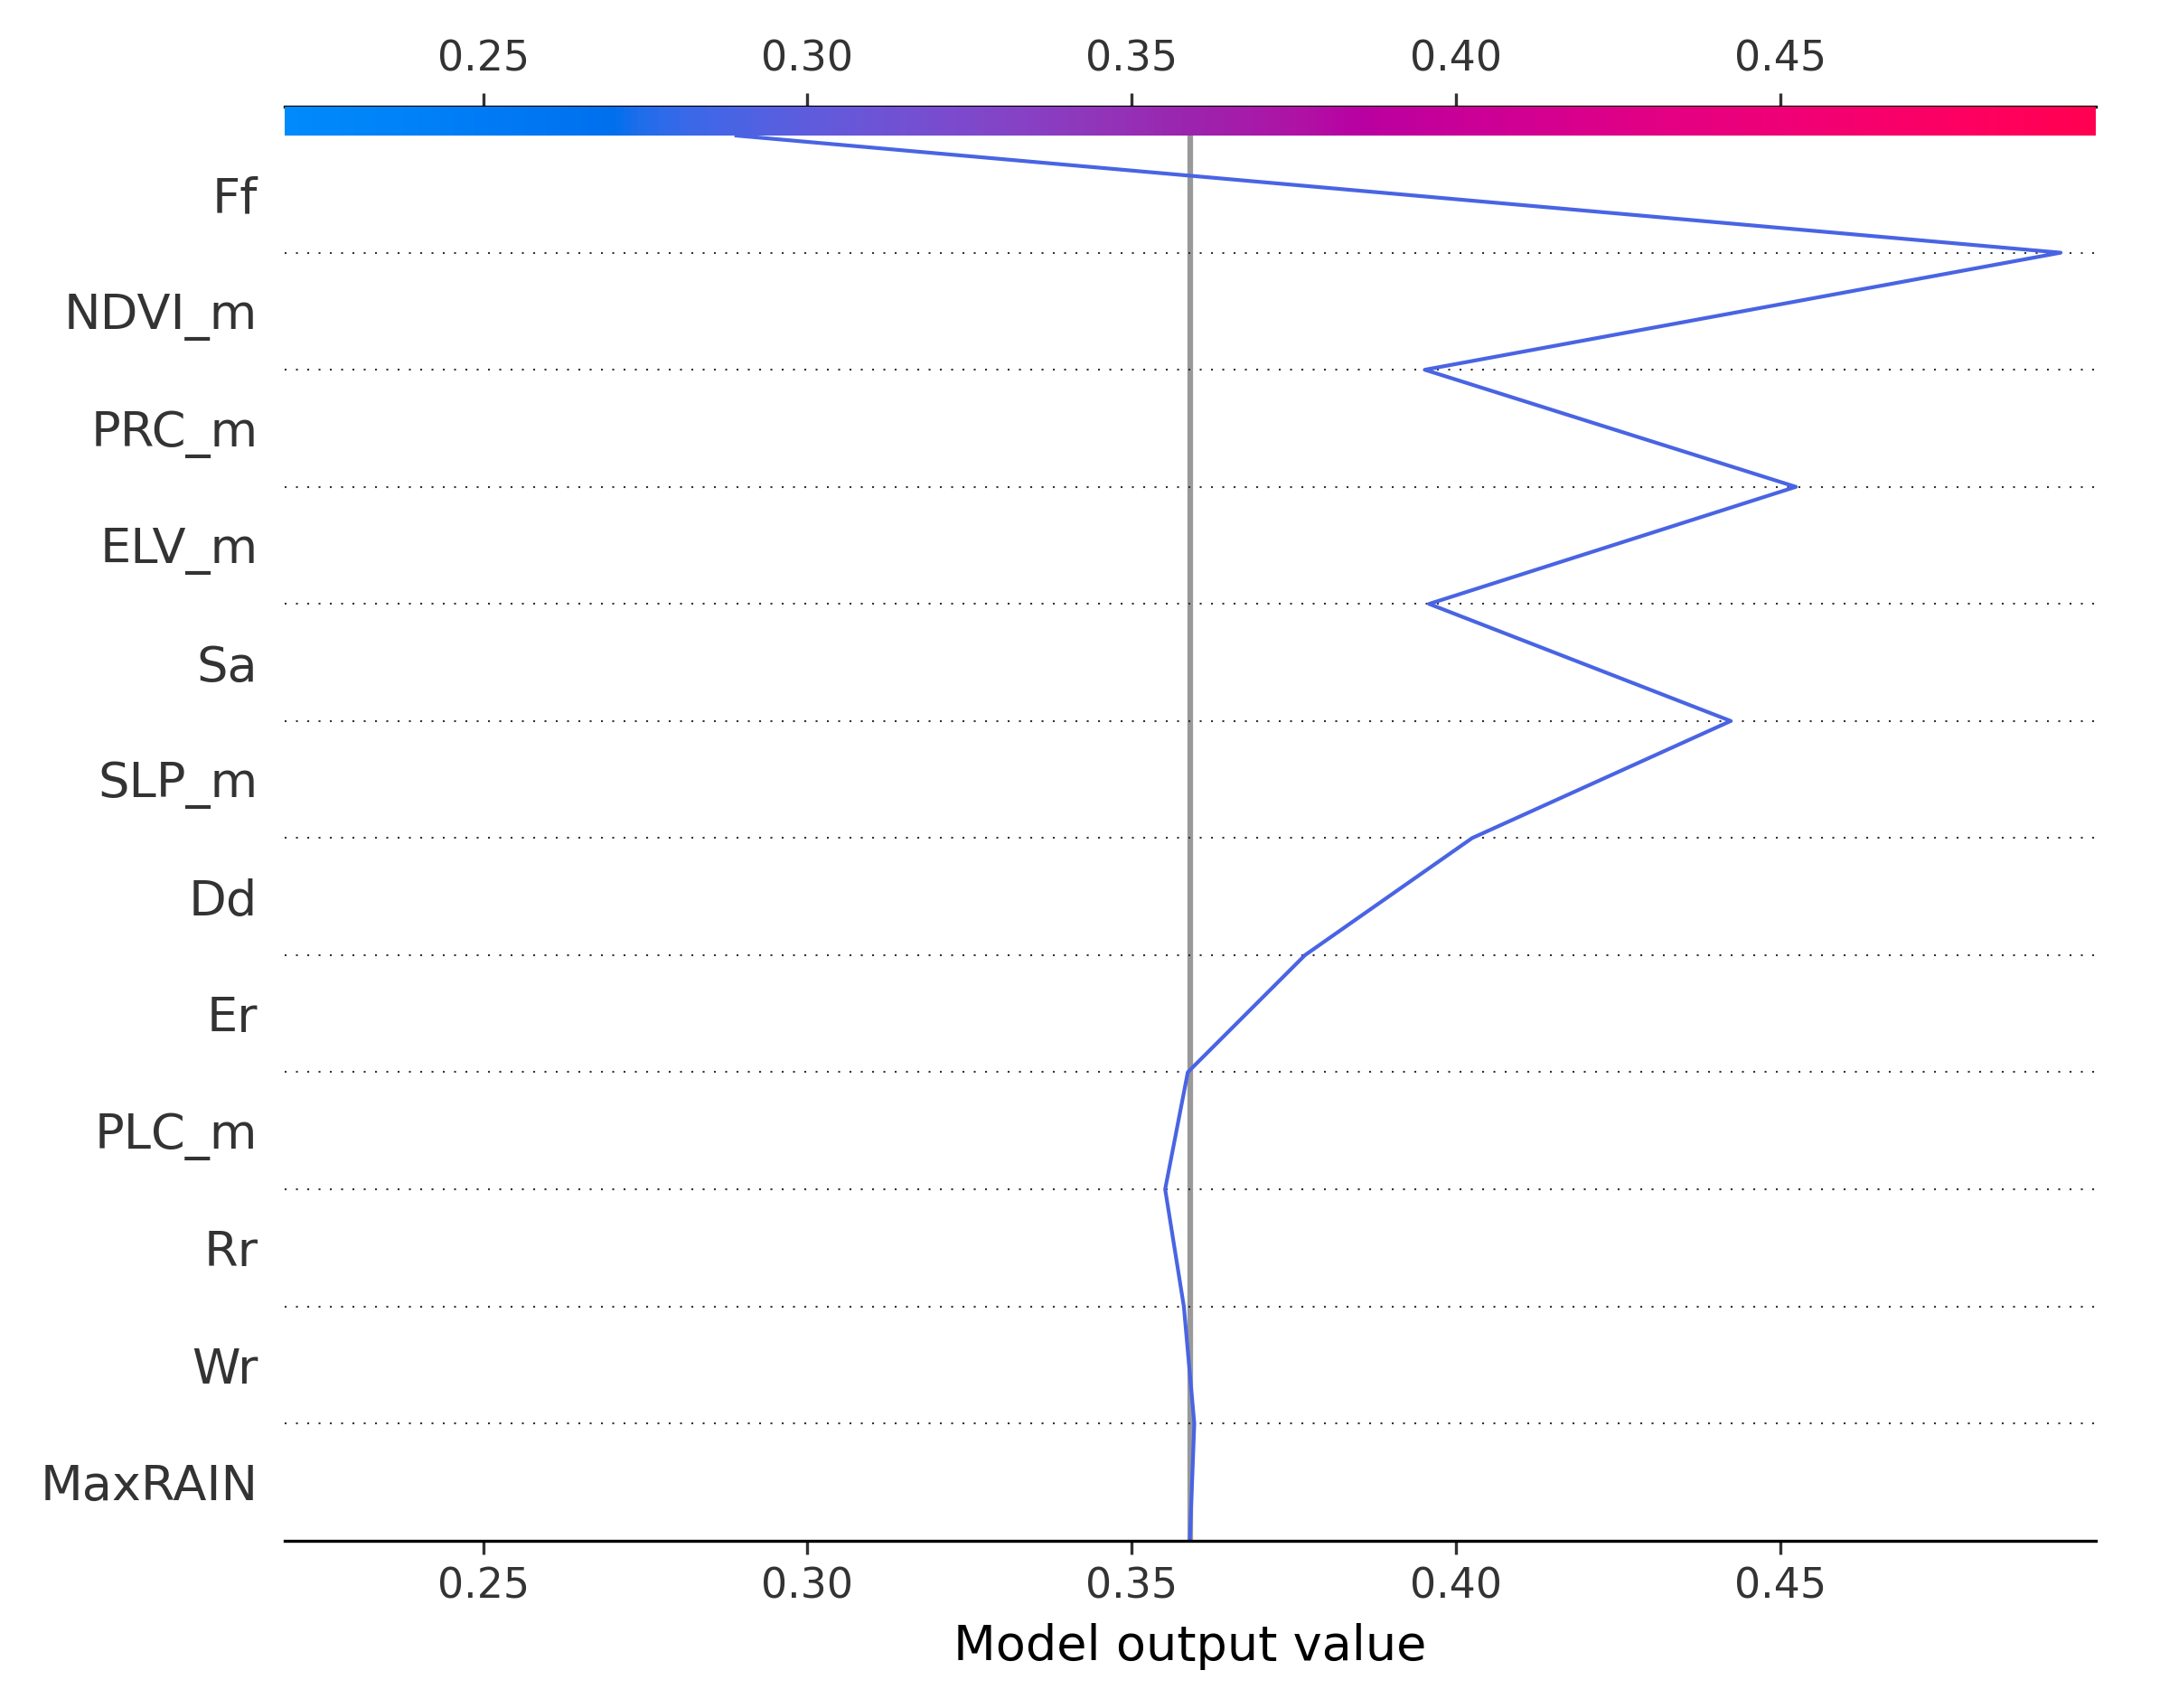 0.25 0.30 0.35 0.40 0.45
Ff
NDVI_m
PRC_m
ELV_m
Sa
SLP_m
Dd
Er
PLC_m
Rr
Wr
MaxRAIN
0.25 0.30 0.35 0.40 0.45
Model output value